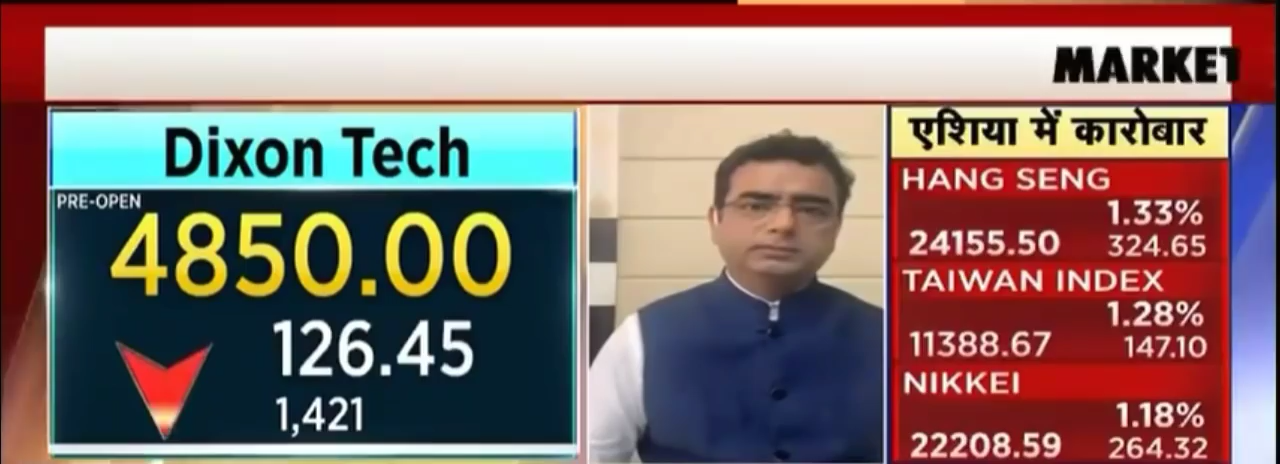 MARKET
Dixon Tech
PRE-OPEN
4850.00
126.45
1,421
एशिया में कारोबार
HANG SENG
1.33%
24155.50 324.65
TAIWAN INDEX
1.28%
11388.67 147.10
NIKKEI
1.18%
22208.59 264.32